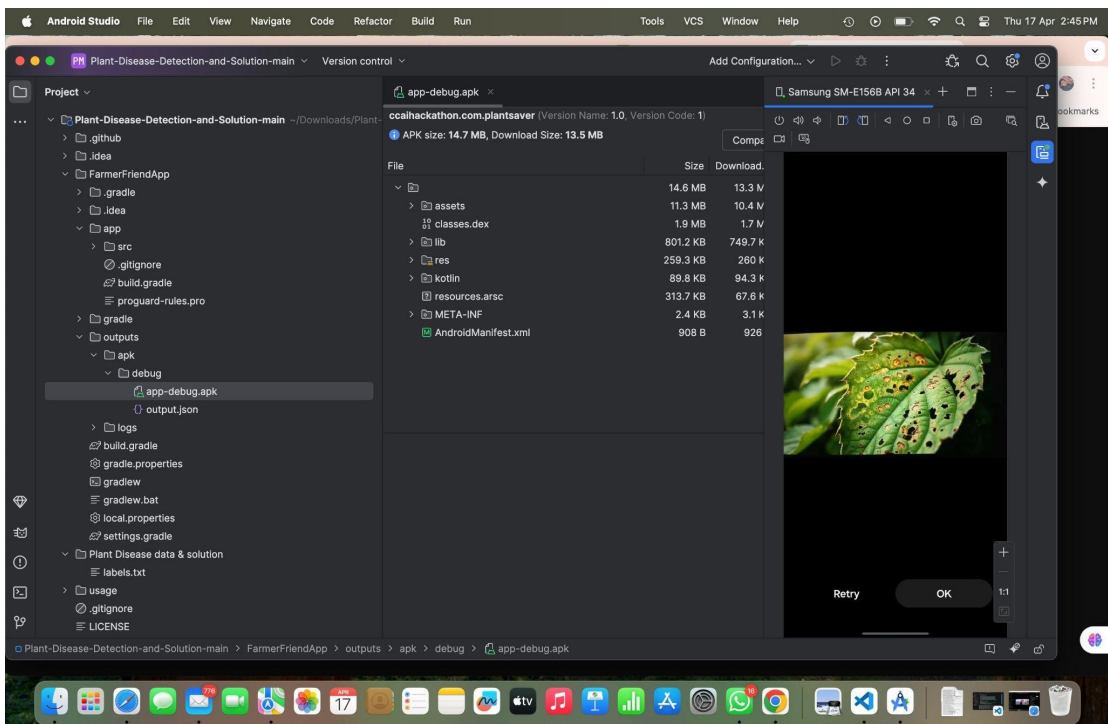 Android Studio File Edit View Navigate Code Refactor Build Run Tools VCS Window Help Thu 17 Apr 2:45 PM
PM Plant-Disease-Detection-and-Solution-main Version control Add Configuration...
Project
app-debug.apk
Samsung SM-E156B API 34
ookmarks
Plant-Disease-Detection-and-Solution-main ~/Downloads/Plant-
.github
.idea
FarmerFriendApp
.gradle
.idea
app
src
.gitignore
build.gradle
proguard-rules.pro
gradle
outputs
apk
debug
app-debug.apk
output.json
logs
build.gradle
gradle.properties
gradlew
gradlew.bat
local.properties
settings.gradle
Plant Disease data & solution
labels.txt
usage
.gitignore
LICENSE
ccaihackathon.com.plantsaver (Version Name: 1.0, Version Code: 1)
APK size: 14.7 MB, Download Size: 13.5 MB
Compa
File Size Download.
14.6 MB 13.3 M
assets 11.3 MB 10.4 M
classes.dex 1.9 MB 1.7 M
lib 801.2 KB 749.7 K
res 259.3 KB 260 K
kotlin 89.8 KB 94.3 K
resources.arsc 313.7 KB 67.6 K
META-INF 2.4 KB 3.1 K
AndroidManifest.xml 908 B 926
Retry OK
1:1
Plant-Disease-Detection-and-Solution-main > FarmerFriendApp > outputs > apk > debug > app-debug.apk
776
APR
17
tv
16